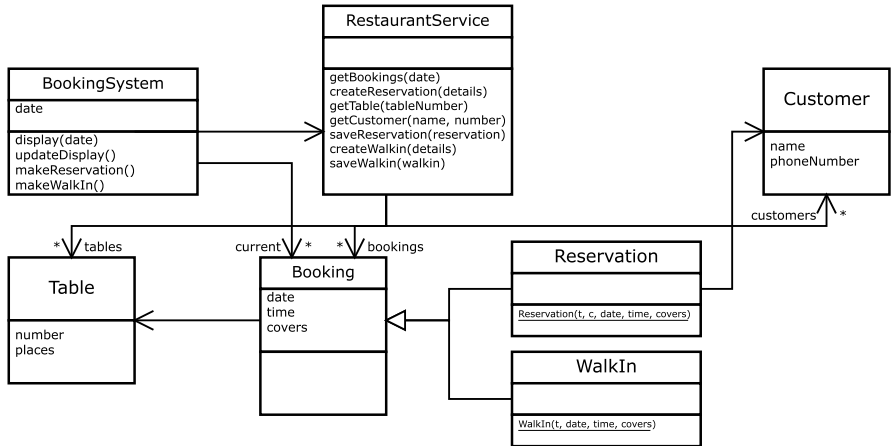 RestaurantService
getBookings(date)
createReservation(details)
getTable(tableNumber)
getCustomer(name, number)
saveReservation(reservation)
createWalkin(details)
saveWalkin(walkin)
BookingSystem
date
display(date)
updateDisplay()
makeReservation()
makeWalkIn()
Customer
name
phoneNumber
customers *
* tables
current *
* bookings
Table
number
places
Booking
date
time
covers
Reservation
Reservation(t, c, date, time, covers)
WalkIn
WalkIn(t, date, time, covers)